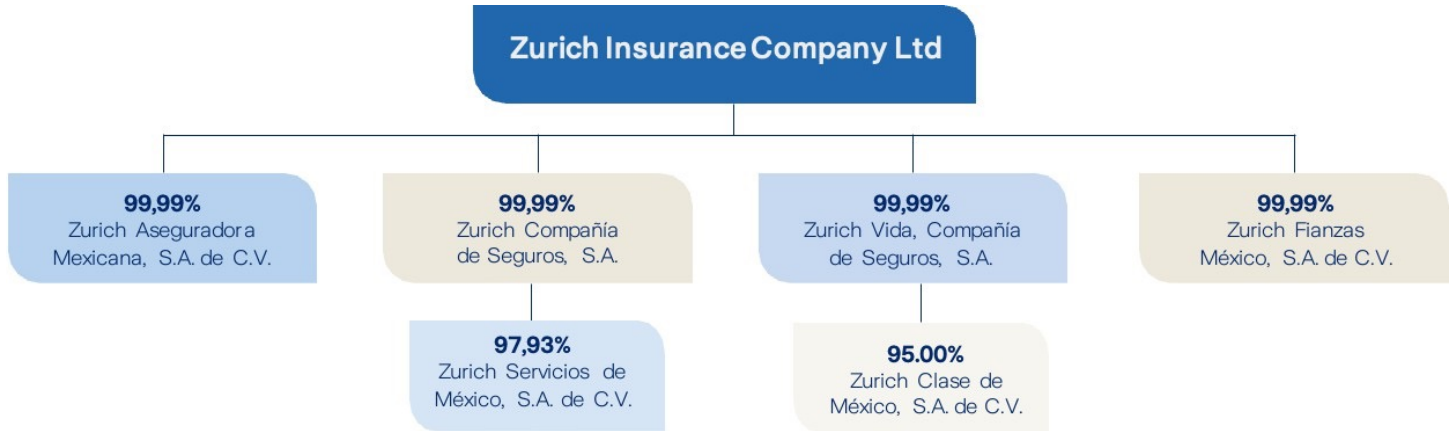 Zurich Insurance Company Ltd
99,99%
Zurich Aseguradora
Mexicana, S.A. de C.V.
99,99%
Zurich Compañía
de Seguros, S.A.
99,99%
Zurich Vida, Compañía
de Seguros, S.A.
99,99%
Zurich Fianzas
México, S.A. de C.V.
97,93%
Zurich Servicios de
México, S.A. de C.V.
95.00%
Zurich Clase de
México, S.A. de C.V.